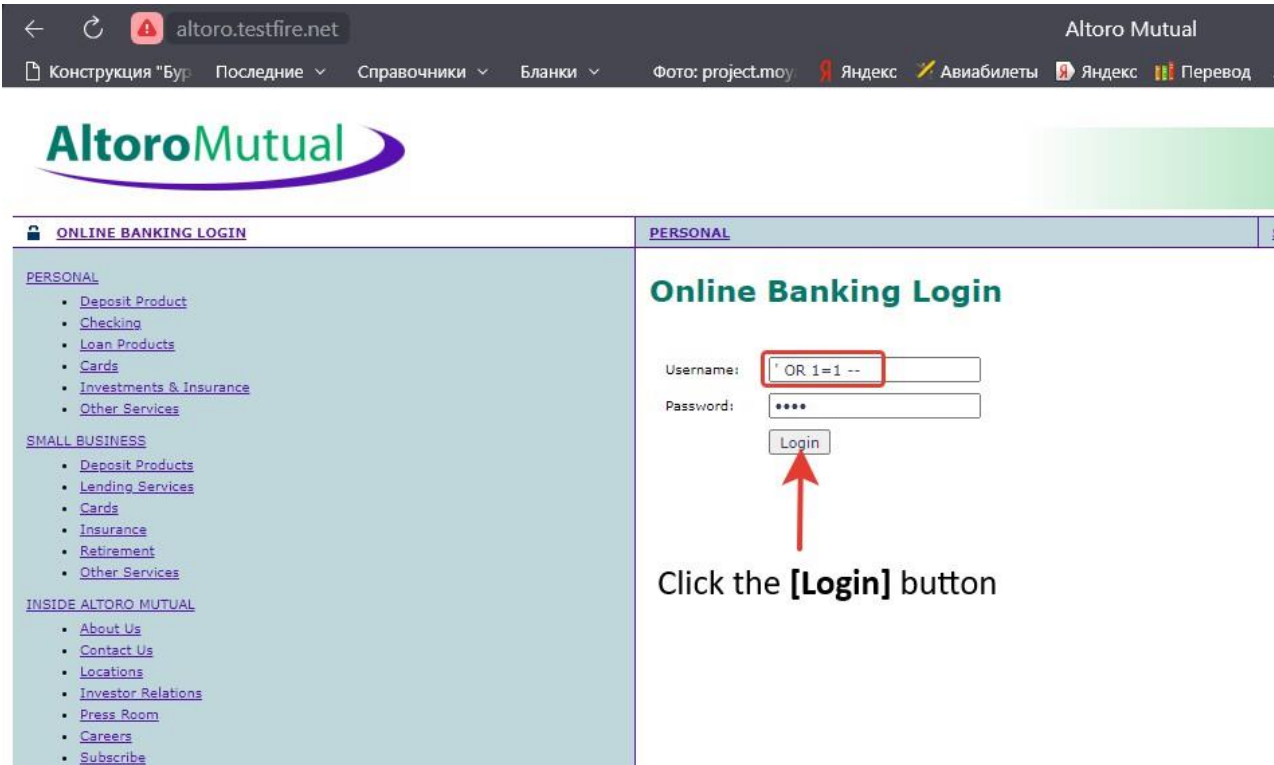 altoro.testfire.net
Altoro Mutual
Конструкция "Бур
Последние
Справочники
Бланки
Фото: project.moy
Я Яндекс
Авиабилеты
Я Яндекс
Перевод
AltoroMutual
ONLINE BANKING LOGIN
PERSONAL
PERSONAL
Deposit Product
Checking
Loan Products
Cards
Investments & Insurance
Other Services
SMALL BUSINESS
Deposit Products
Lending Services
Cards
Insurance
Retirement
Other Services
INSIDE ALTORO MUTUAL
About Us
Contact Us
Locations
Investor Relations
Press Room
Careers
Subscribe
Online Banking Login
Username: ' OR 1=1 --
Password: ••••
Login
Click the [Login] button